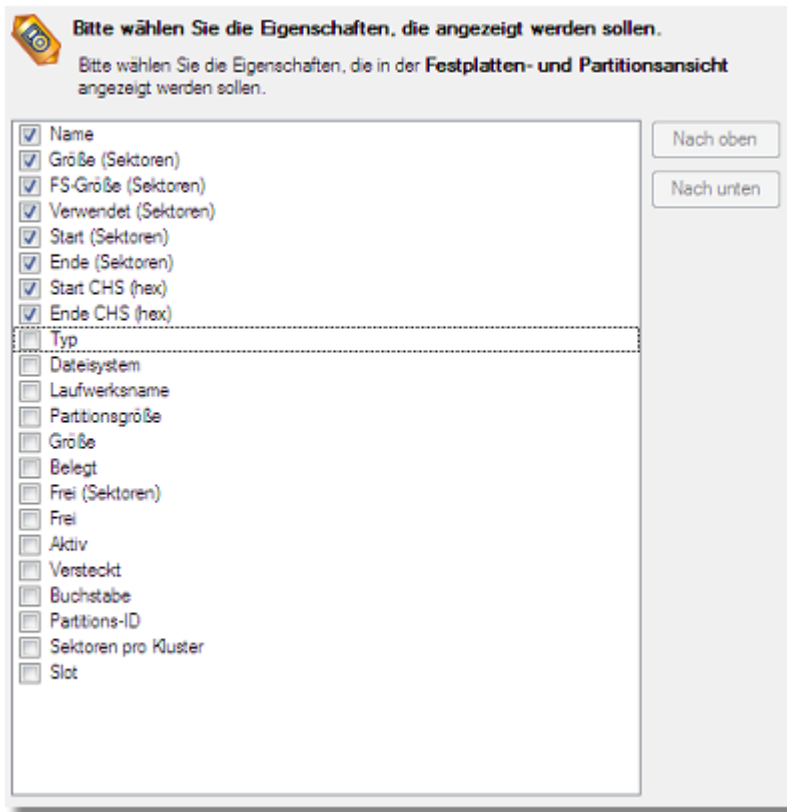 Bitte wählen Sie die Eigenschaften, die angezeigt werden sollen.
Bitte wählen Sie die Eigenschaften, die in der Festplatten- und Partitionsansicht
angezeigt werden sollen.
Name
Größe (Sektoren)
FS-Größe (Sektoren)
Verwendet (Sektoren)
Start (Sektoren)
Ende (Sektoren)
Start CHS (hex)
Ende CHS (hex)
Typ
Dateisystem
Laufwerksname
Partitionsgröße
Größe
Belegt
Frei (Sektoren)
Frei
Aktiv
Versteckt
Buchstabe
Partitions-ID
Sektoren pro Kluster
Slot
Nach oben
Nach unten